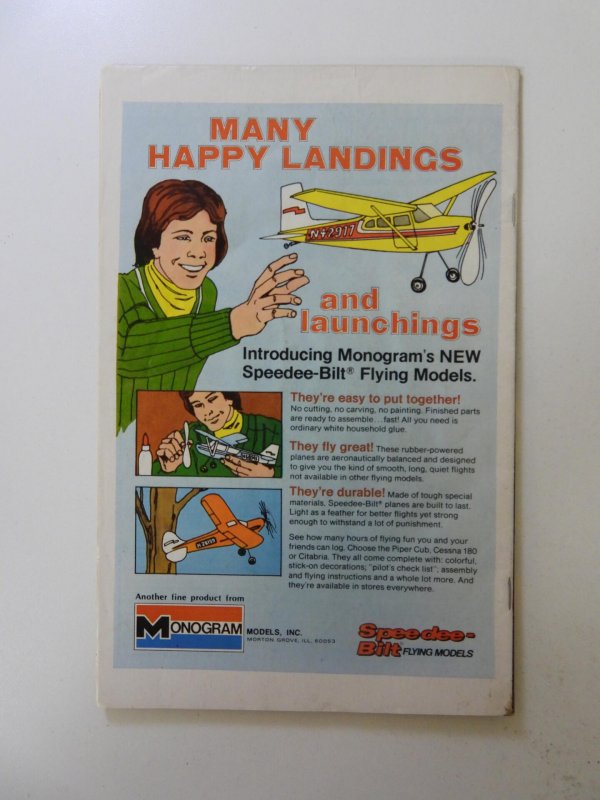 MANY
HAPPY LANDINGS
N42917
and
launchings
Introducing Monogram's NEW
Speedee-Bilt® Flying Models.
They're easy to put together!
No cutting, no carving, no painting. Finished parts
are ready to assemble...fast! All you need is
ordinary white household glue.
They fly great! These rubber-powered
planes are aeronautically balanced and designed
to give you the kind of smooth, long, quiet flights
not available in other flying models.
They're durable! Made of tough special
materials, Speedee-Bilt® planes are built to last.
Light as a feather for better flights yet strong
enough to withstand a lot of punishment.
See how many hours of flying fun you and your
friends can log. Choose the Piper Cub, Cessna 180
or Citabria. They all come complete with: colorful,
stick-on decorations; "pilot's check list"; assembly
and flying instructions and a whole lot more. And
they're available in stores everywhere.
Another fine product from
MONOGRAM MODELS, INC.
MORTON GROVE, ILL. 60053
Speedee-
Bilt FLYING MODELS